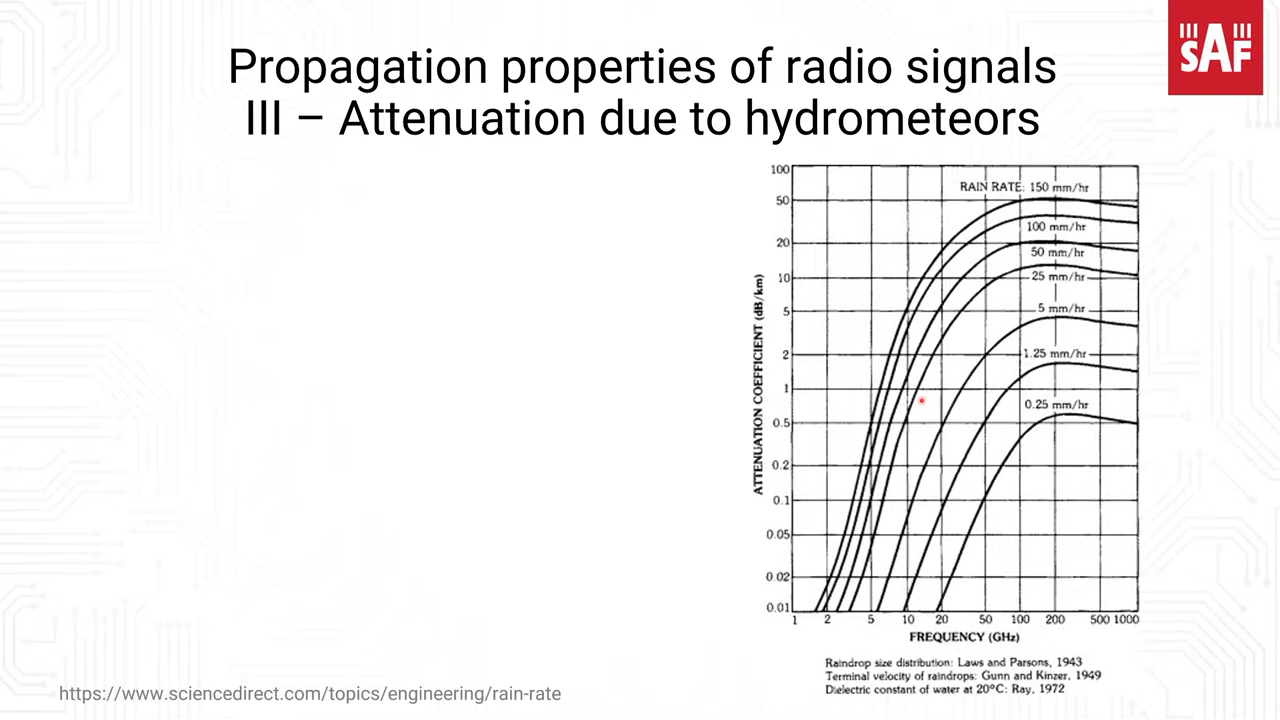 Propagation properties of radio signals
III – Attenuation due to hydrometeors
SAF
100
50
20
10
5
2
1
0.5
0.2
0.1
0.05
0.02
0.01
ATTENUATION COEFFICIENT (dB/km)
RAIN RATE: 150 mm/hr
100 mm/hr
50 mm/hr
25 mm/hr
5 mm/hr
1.25 mm/hr
0.25 mm/hr
1 2 5 10 20 50 100 200 500 1000
FREQUENCY (GHz)
Raindrop size distribution: Laws and Parsons, 1943
Terminal velocity of raindrops: Gunn and Kinzer, 1949
Dielectric constant of water at 20°C: Ray, 1972
https://www.sciencedirect.com/topics/engineering/rain-rate